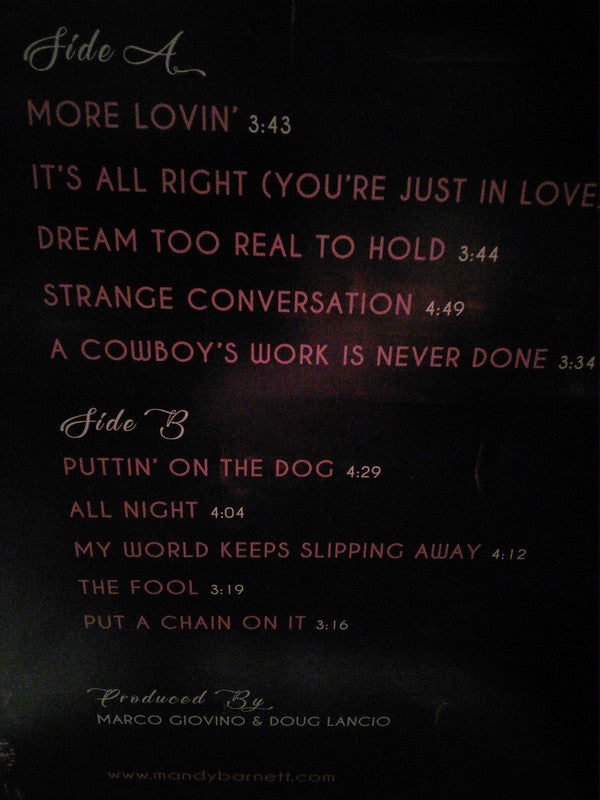 Side A
MORE LOVIN' 3:43
IT'S ALL RIGHT (YOU'RE JUST IN LOVE)
DREAM TOO REAL TO HOLD 3:44
STRANGE CONVERSATION 4:49
A COWBOY'S WORK IS NEVER DONE 3:34
Side B
PUTTIN' ON THE DOG 4:29
ALL NIGHT 4:04
MY WORLD KEEPS SLIPPING AWAY 4:12
THE FOOL 3:19
PUT A CHAIN ON IT 3:16
Produced By
MARCO GIOVINO & DOUG LANCIO
www.mandybarnett.com